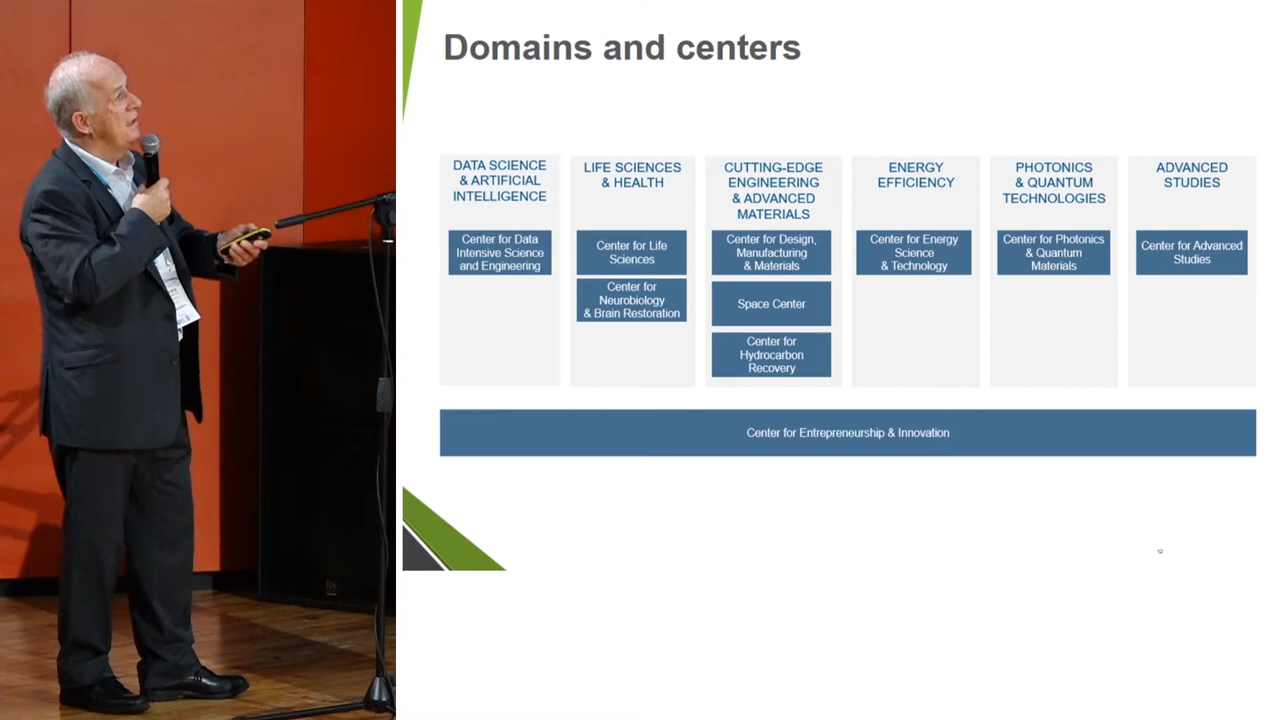 Domains and centers
DATA SCIENCE
& ARTIFICIAL
INTELLIGENCE
Center for Data
Intensive Science
and Engineering
LIFE SCIENCES
& HEALTH
Center for Life
Sciences
Center for
Neurobiology
& Brain Restoration
CUTTING-EDGE
ENGINEERING
& ADVANCED
MATERIALS
Center for Design,
Manufacturing
& Materials
Space Center
Center for
Hydrocarbon
Recovery
ENERGY
EFFICIENCY
Center for Energy
Science
& Technology
PHOTONICS
& QUANTUM
TECHNOLOGIES
Center for Photonics
& Quantum
Materials
ADVANCED
STUDIES
Center for Advanced
Studies
Center for Entrepreneurship & Innovation
12